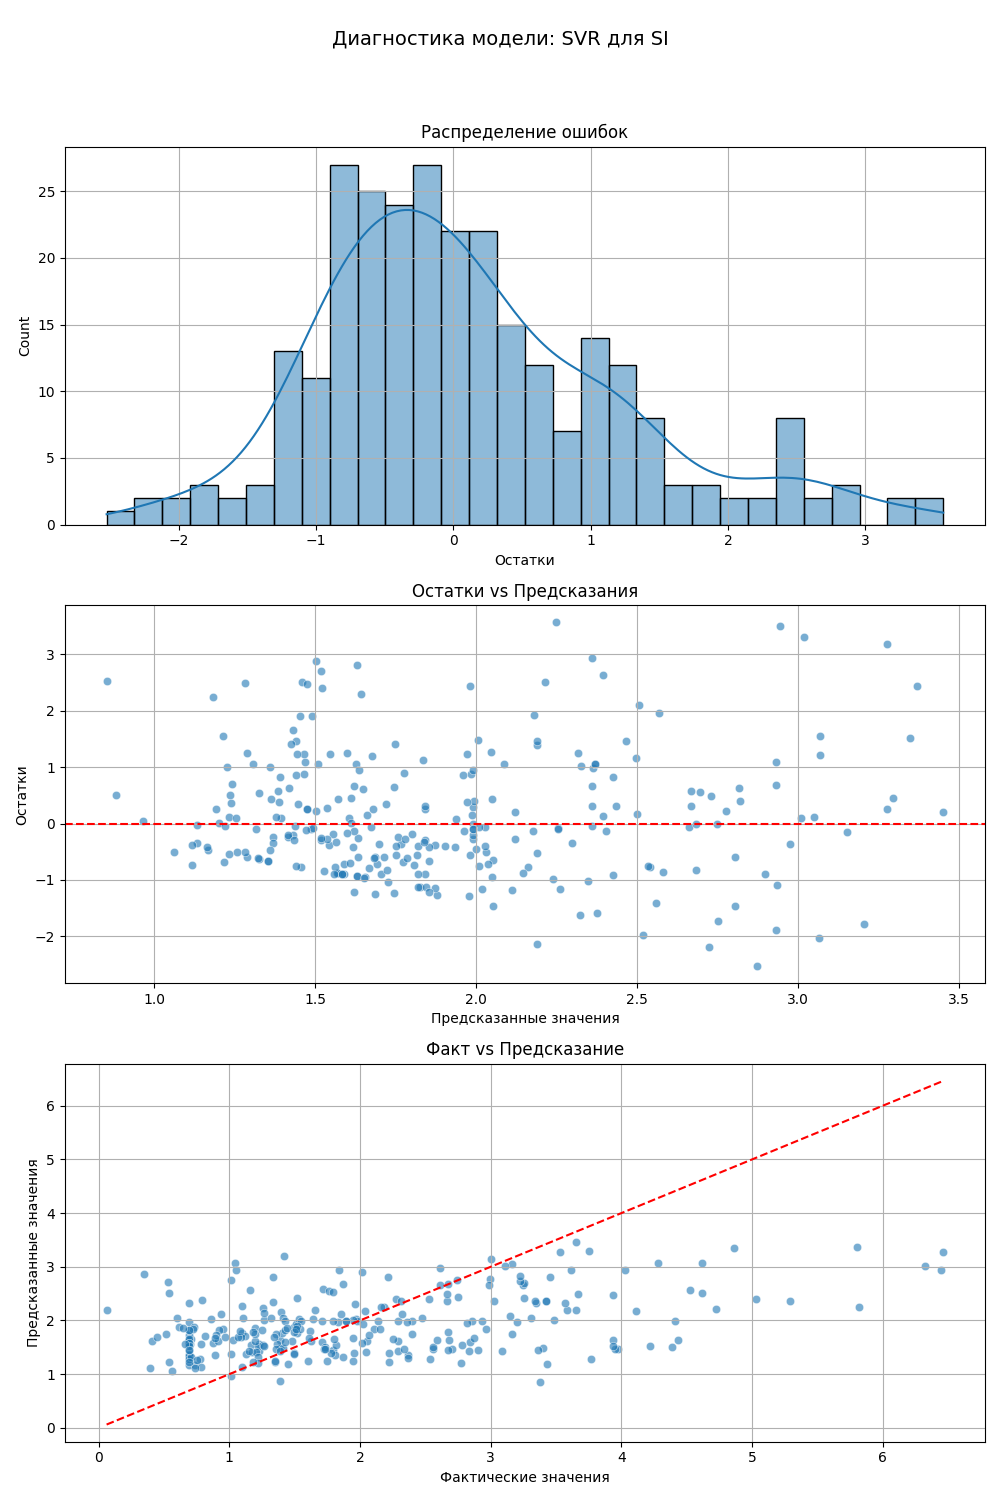 Диагностика модели: SVR для SI
Распределение ошибок
25
20
15
10
5
0
Count
−2 −1 0 1 2 3
Остатки
Остатки vs Предсказания
3
2
1
0
−1
−2
Остатки
1.0 1.5 2.0 2.5 3.0 3.5
Предсказанные значения
Факт vs Предсказание
6
5
4
3
2
1
0
Предсказанные значения
0 1 2 3 4 5 6
Фактические значения